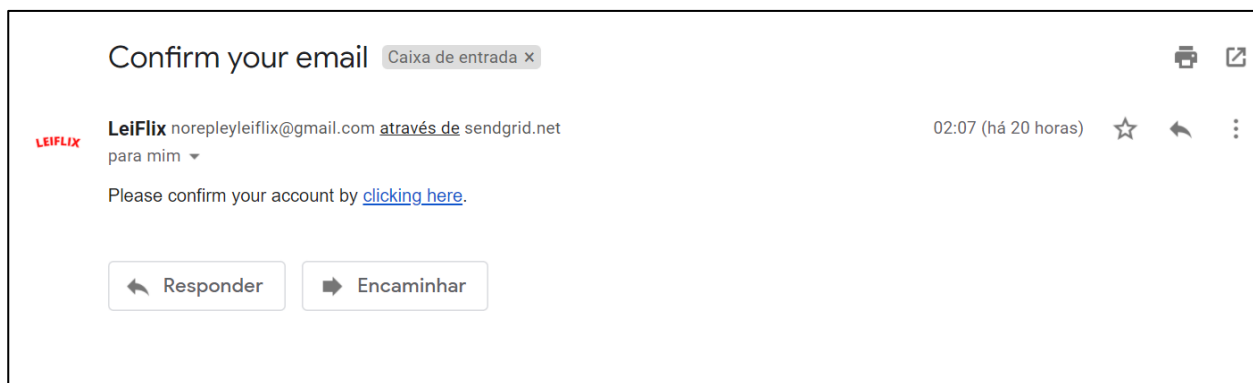 Confirm your email Caixa de entrada ×
LEIFLIX
LeiFlix norepleyleiflix@gmail.com através de sendgrid.net 02:07 (há 20 horas)
para mim
Please confirm your account by clicking here.
Responder Encaminhar